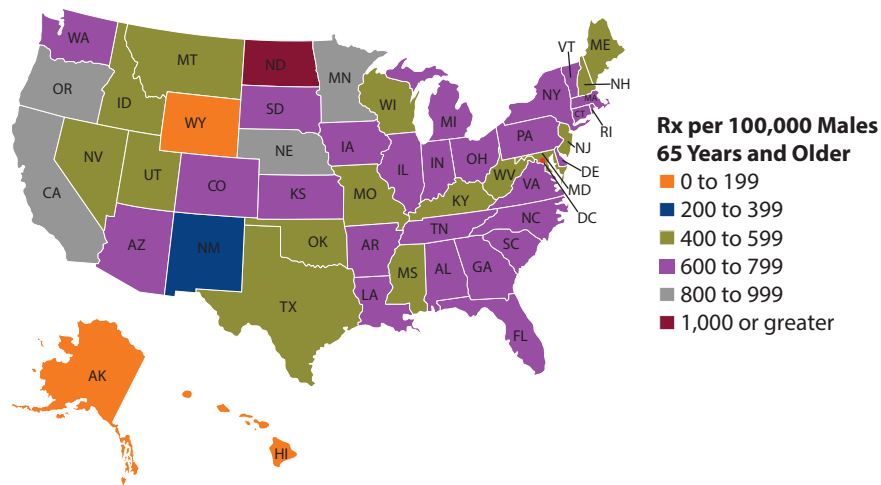 WA
MT
ND
MN
OR
ID
WY
SD
WI
MI
VT
ME
NH
NY
MA
CT
RI
NV
UT
CO
NE
IA
IL
IN
OH
PA
NJ
DE
MD
DC
CA
AZ
NM
KS
MO
KY
WV
VA
NC
TN
SC
OK
AR
TX
LA
MS
AL
GA
FL
AK
HI
Rx per 100,000 Males
65 Years and Older
0 to 199
200 to 399
400 to 599
600 to 799
800 to 999
1,000 or greater